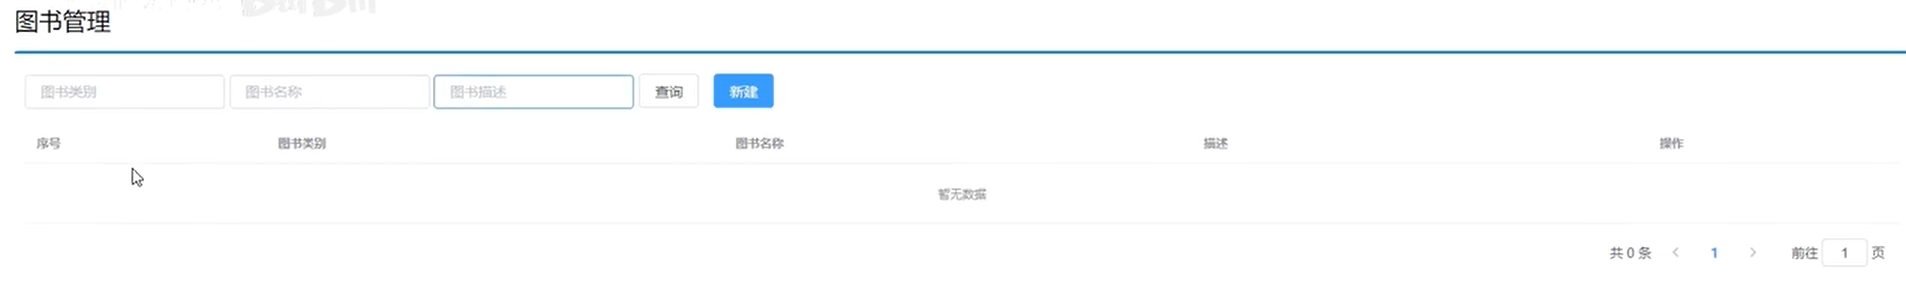 图书管理
图书类别 图书名称 图书描述 查询 新建
序号 图书类别 图书名称 描述 操作
暂无数据
共 0 条 < 1 > 前往 1 页